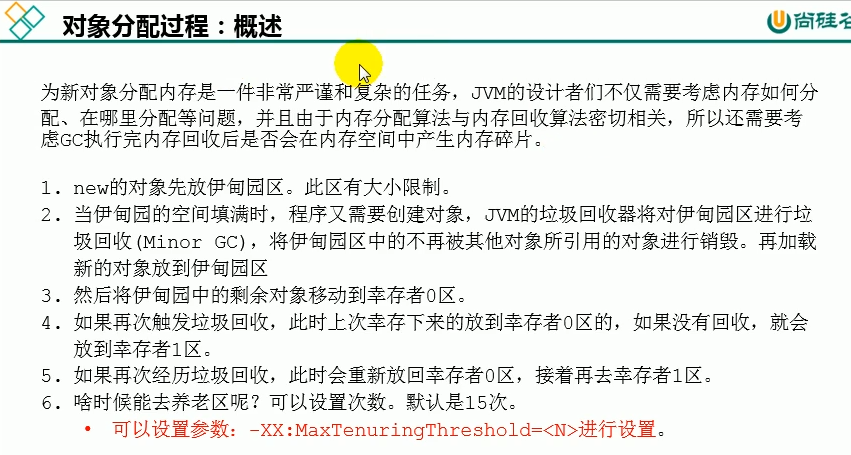 对象分配过程：概述
尚硅谷
为新对象分配内存是一件非常严谨和复杂的任务，JVM的设计者们不仅需要考虑内存如何分
配、在哪里分配等问题，并且由于内存分配算法与内存回收算法密切相关，所以还需要考
虑GC执行完内存回收后是否会在内存空间中产生内存碎片。
1. new的对象先放伊甸园区。此区有大小限制。
2. 当伊甸园的空间填满时，程序又需要创建对象，JVM的垃圾回收器将对伊甸园区进行垃
圾回收(Minor GC)，将伊甸园区中的不再被其他对象所引用的对象进行销毁。再加载
新的对象放到伊甸园区
3. 然后将伊甸园中的剩余对象移动到幸存者0区。
4. 如果再次触发垃圾回收，此时上次幸存下来的放到幸存者0区的，如果没有回收，就会
放到幸存者1区。
5. 如果再次经历垃圾回收，此时会重新放回幸存者0区，接着再去幸存者1区。
6. 啥时候能去养老区呢？可以设置次数。默认是15次。
• 可以设置参数：-XX:MaxTenuringThreshold=<N>进行设置。